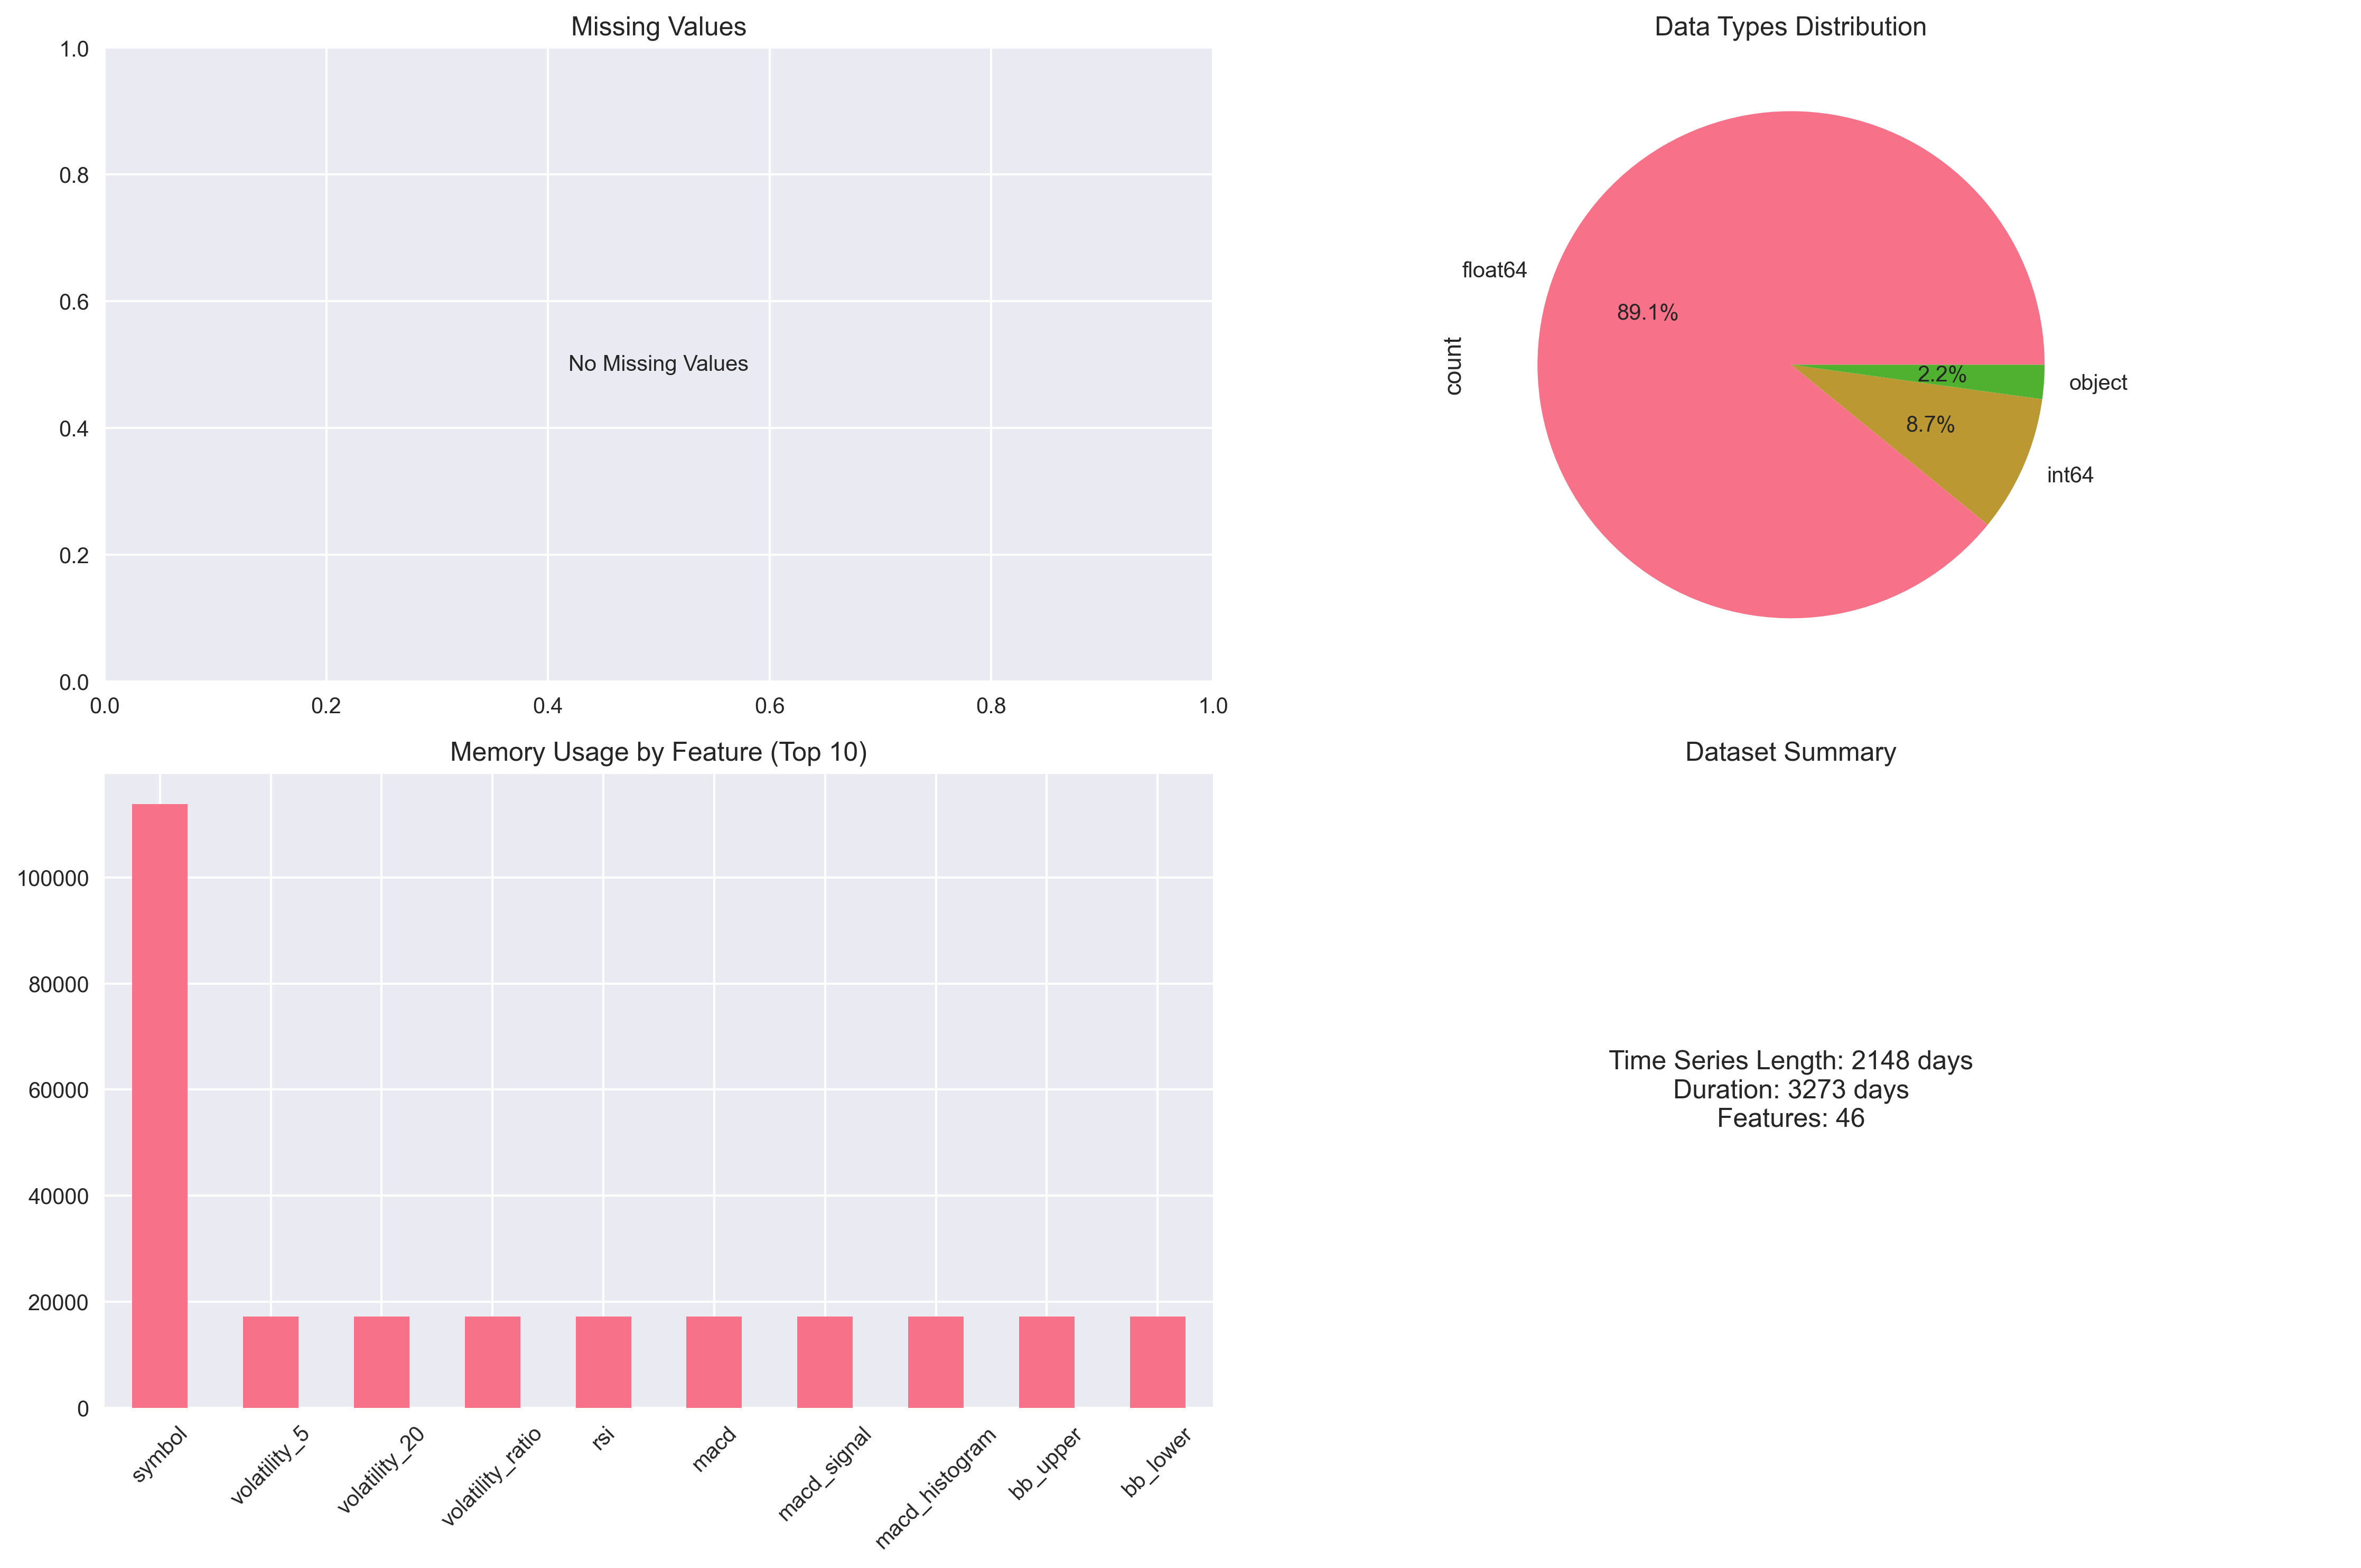 Missing Values
1.0
0.8
0.6
0.4
0.2
0.0
No Missing Values
0.0 0.2 0.4 0.6 0.8 1.0
Data Types Distribution
count
float64
89.1%
2.2%
object
8.7%
int64
Memory Usage by Feature (Top 10)
100000
80000
60000
40000
20000
0
symbol volatility_5 volatility_20 volatility_ratio rsi macd macd_signal macd_histogram bb_upper bb_lower
Dataset Summary
Time Series Length: 2148 days
Duration: 3273 days
Features: 46